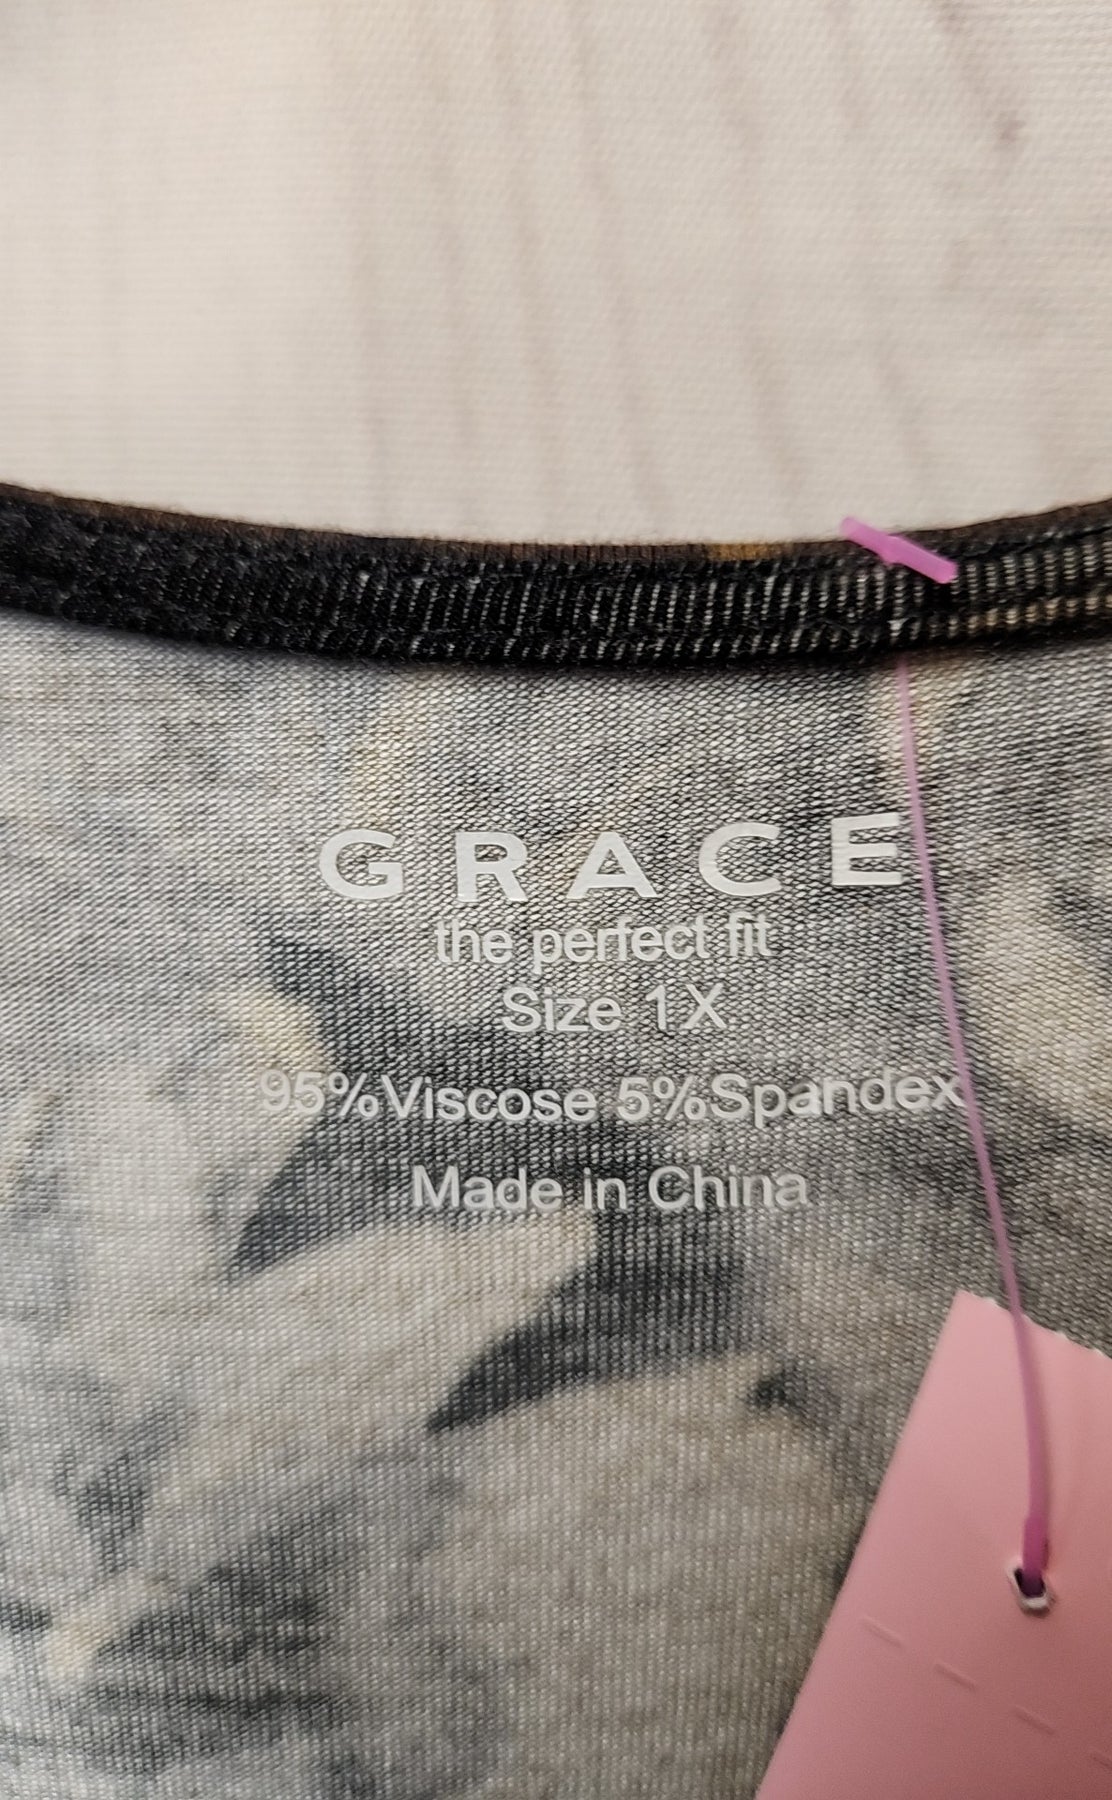 GRACE
the perfect fit
Size 1X
95%Viscose 5%Spandex
Made in China